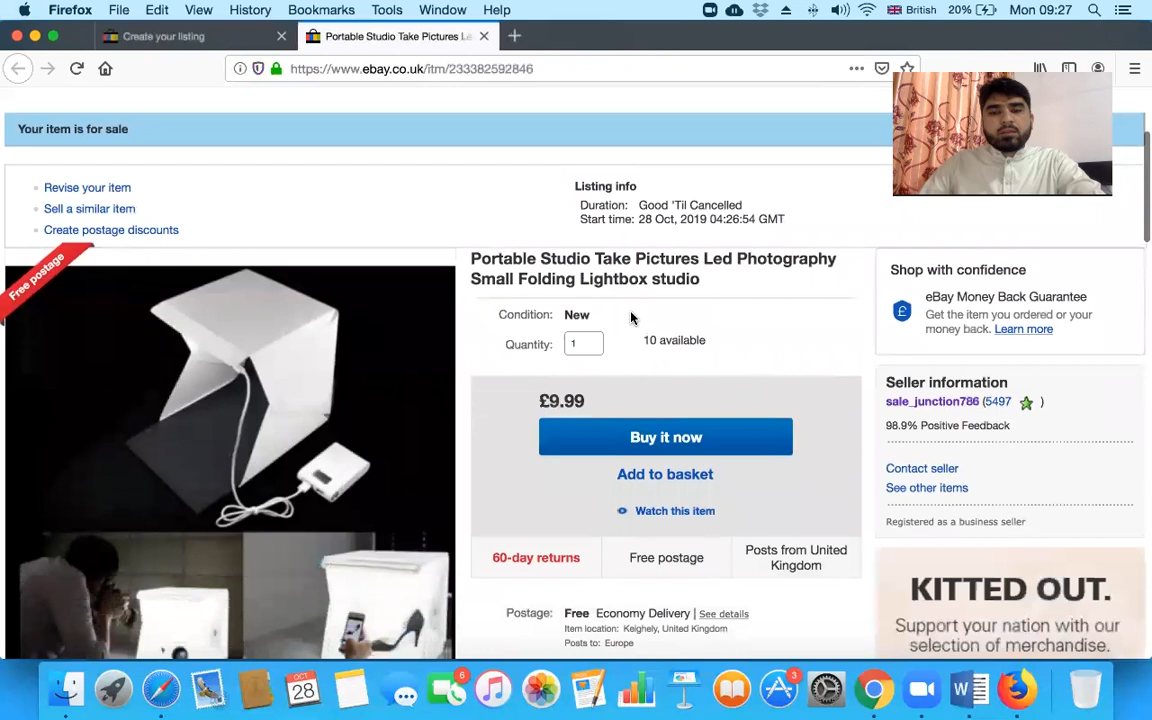 Firefox File Edit View History Bookmarks Tools Window Help British 20% Mon 09:27
Create your listing
Portable Studio Take Pictures Le
https://www.ebay.co.uk/itm/233382592846
Your item is for sale
Revise your item
Sell a similar item
Create postage discounts
Listing info
Duration: Good 'Til Cancelled
Start time: 28 Oct, 2019 04:26:54 GMT
Free postage
Portable Studio Take Pictures Led Photography
Small Folding Lightbox studio
Condition: New
Quantity: 1 10 available
£9.99
Buy it now
Add to basket
Watch this item
60-day returns
Free postage
Posts from United
Kingdom
Postage: Free Economy Delivery | See details
Item location: Keighely, United Kingdom
Posts to: Europe
Shop with confidence
£
eBay Money Back Guarantee
Get the item you ordered or your
money back. Learn more
Seller information
sale_junction786 (5497 )
98.9% Positive Feedback
Contact seller
See other items
Registered as a business seller
KITTED OUT.
Support your nation with our
selection of merchandise.
OCT
28
6
3
W